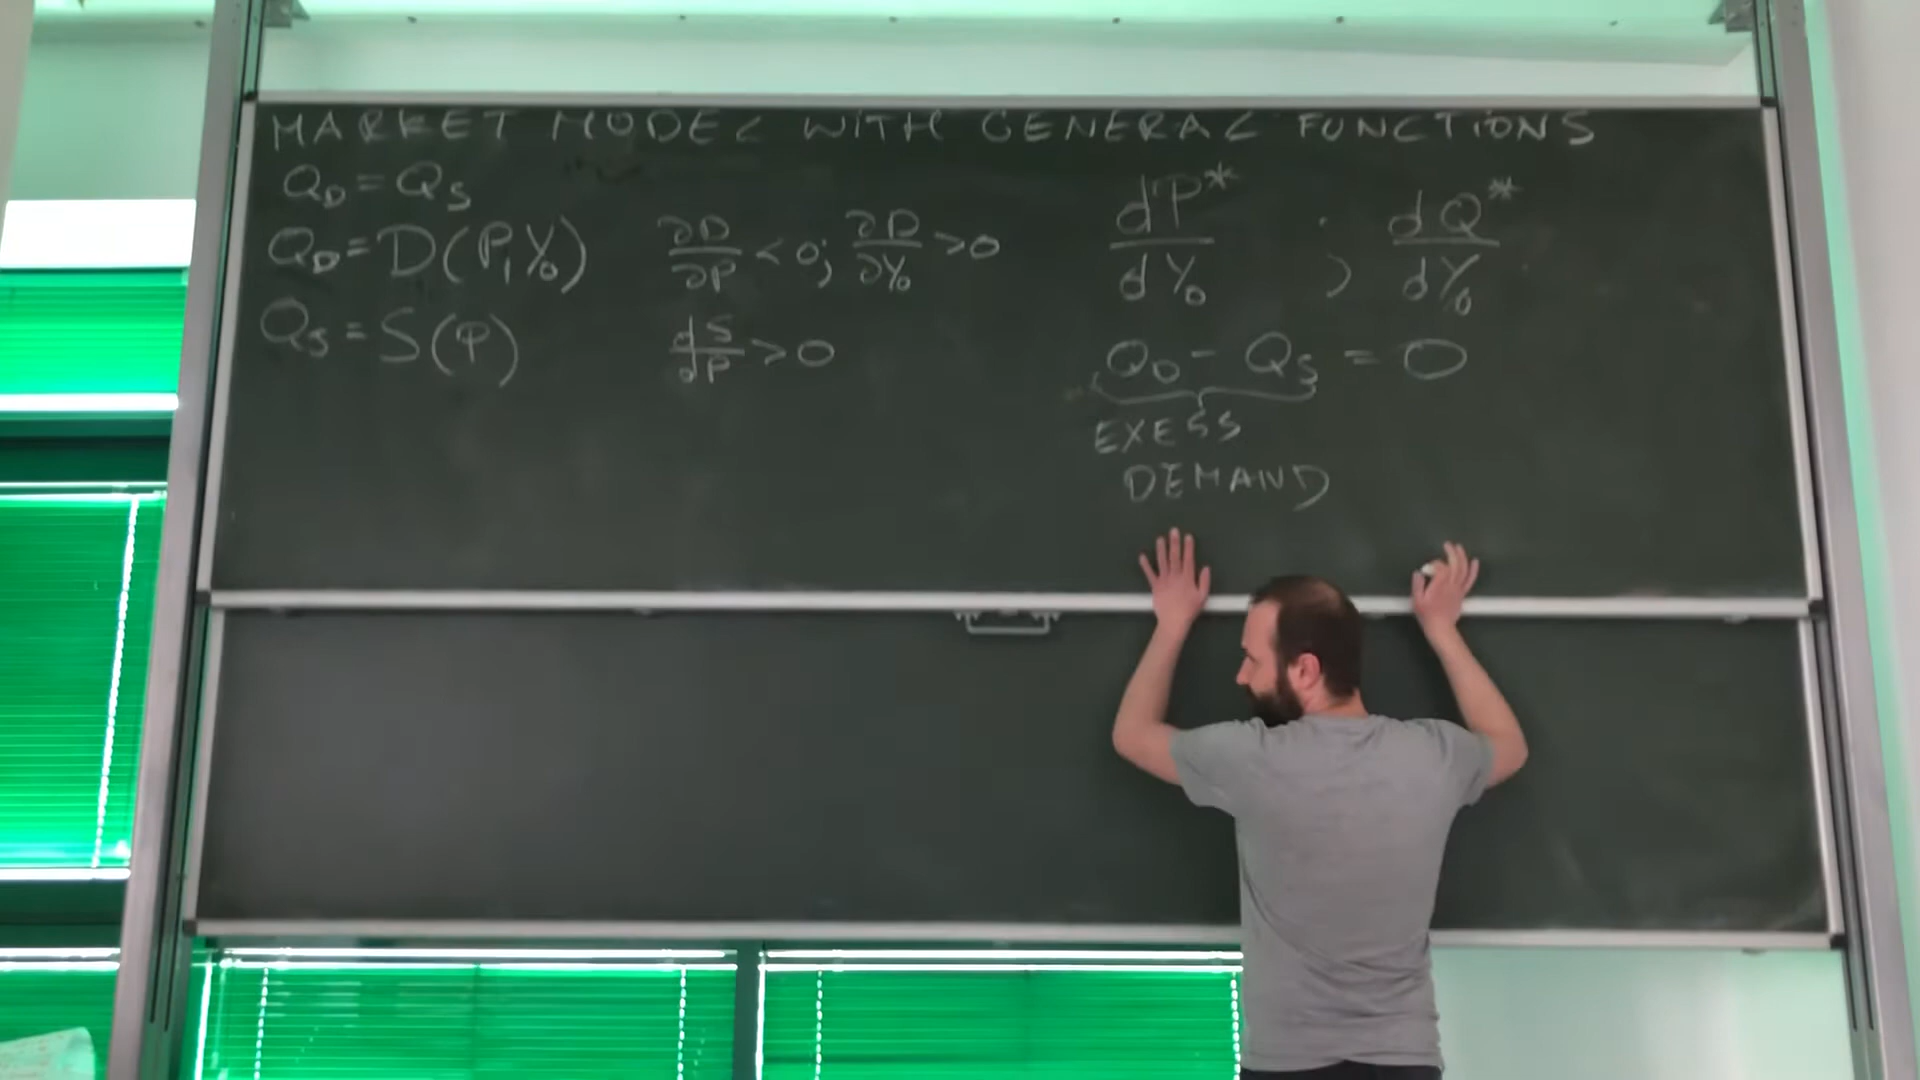 MARKET MODEL WITH GENERAL FUNCTIONS
Q_D = Q_S
Q_D = D(P, Y_0)
∂D/∂P < 0; ∂D/∂Y_0 > 0
Q_S = S(P)
dS/dP > 0
dP*/dY_0 ; dQ*/dY_0
Q_D - Q_S = 0
EXESS
DEMAND